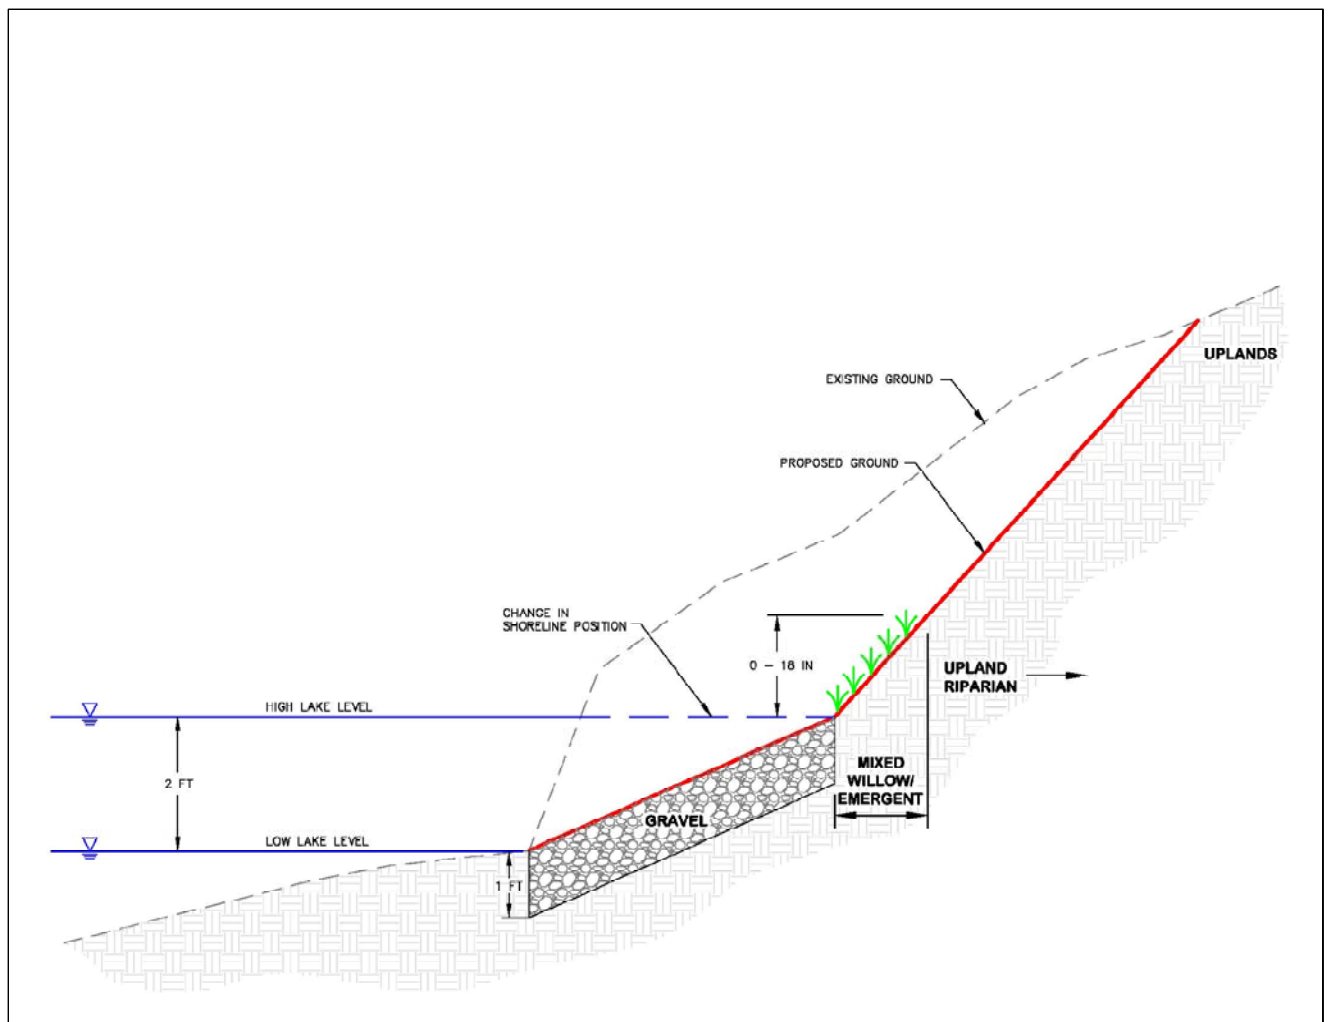 UPLANDS
EXISTING GROUND
PROPOSED GROUND
CHANGE IN
SHORELINE POSITION
0 - 18 IN
UPLAND
RIPARIAN
HIGH LAKE LEVEL
2 FT
MIXED
WILLOW/
EMERGENT
GRAVEL
LOW LAKE LEVEL
1 FT